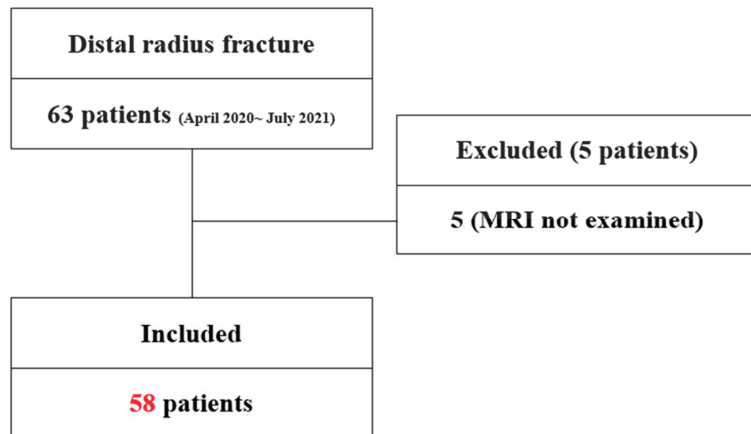 Distal radius fracture
63 patients (April 2020~ July 2021)
Excluded (5 patients)
5 (MRI not examined)
Included
58 patients